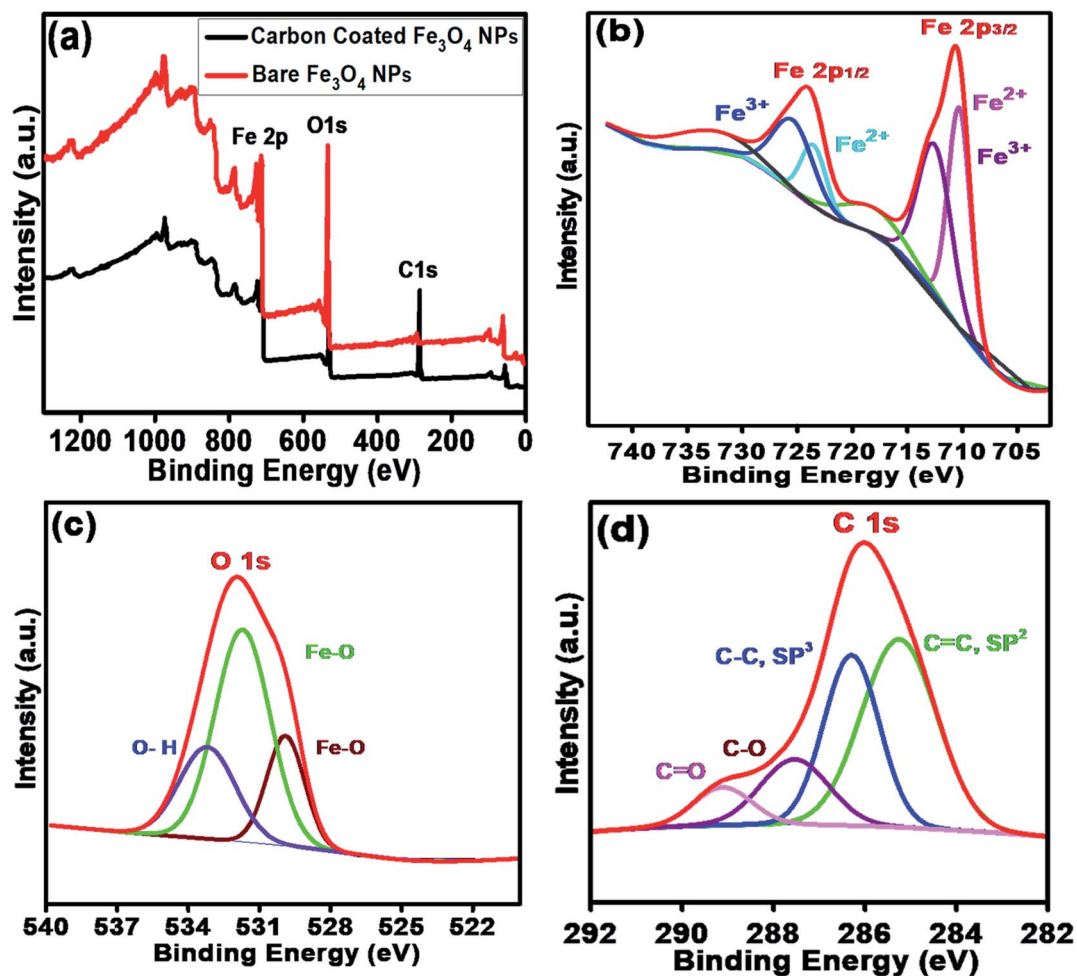 (a)
Carbon Coated Fe₃O₄ NPs
Bare Fe₃O₄ NPs
Fe 2p
O1s
C1s
Intensity (a.u.)
1200 1000 800 600 400 200 0
Binding Energy (eV)
(b)
Fe 2p3/2
Fe 2p1/2
Fe³⁺
Fe²⁺
Fe²⁺
Fe³⁺
Intensity (a.u.)
740 735 730 725 720 715 710 705
Binding Energy (eV)
(c)
O 1s
Fe-O
O- H
Fe-O
Intensity (a.u.)
540 537 534 531 528 525 522
Binding Energy (eV)
(d)
C 1s
C-C, SP³
C=C, SP²
C-O
C=O
Intensity (a.u.)
292 290 288 286 284 282
Binding Energy (eV)